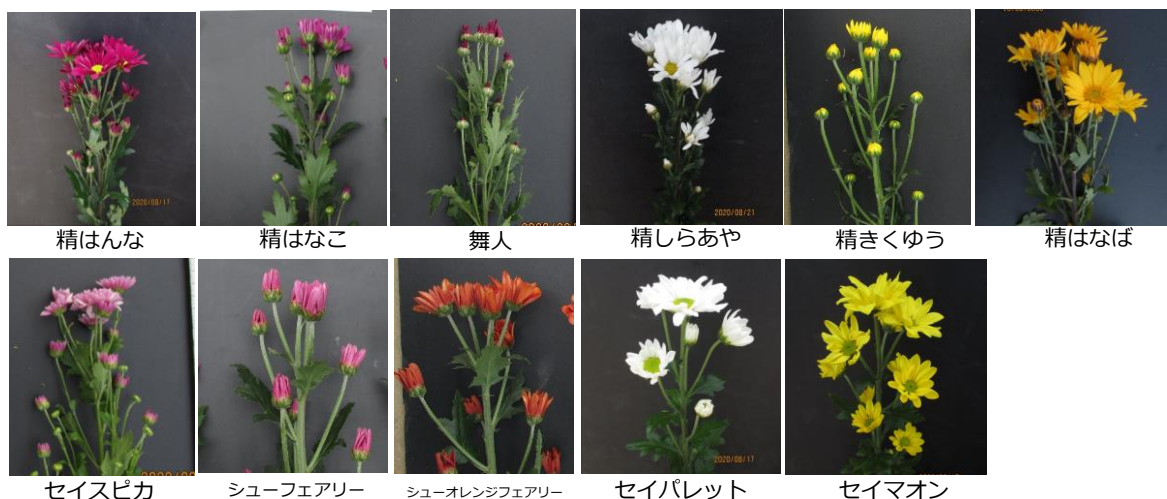 2020/08/17
2020/08/21
精はんな
精はなこ
舞人
精しらあや
精きくゆう
精はなば
2020/08/17
セイスピカ
シューフェアリー
シューオレンジフェアリー
セイパレット
セイマオン